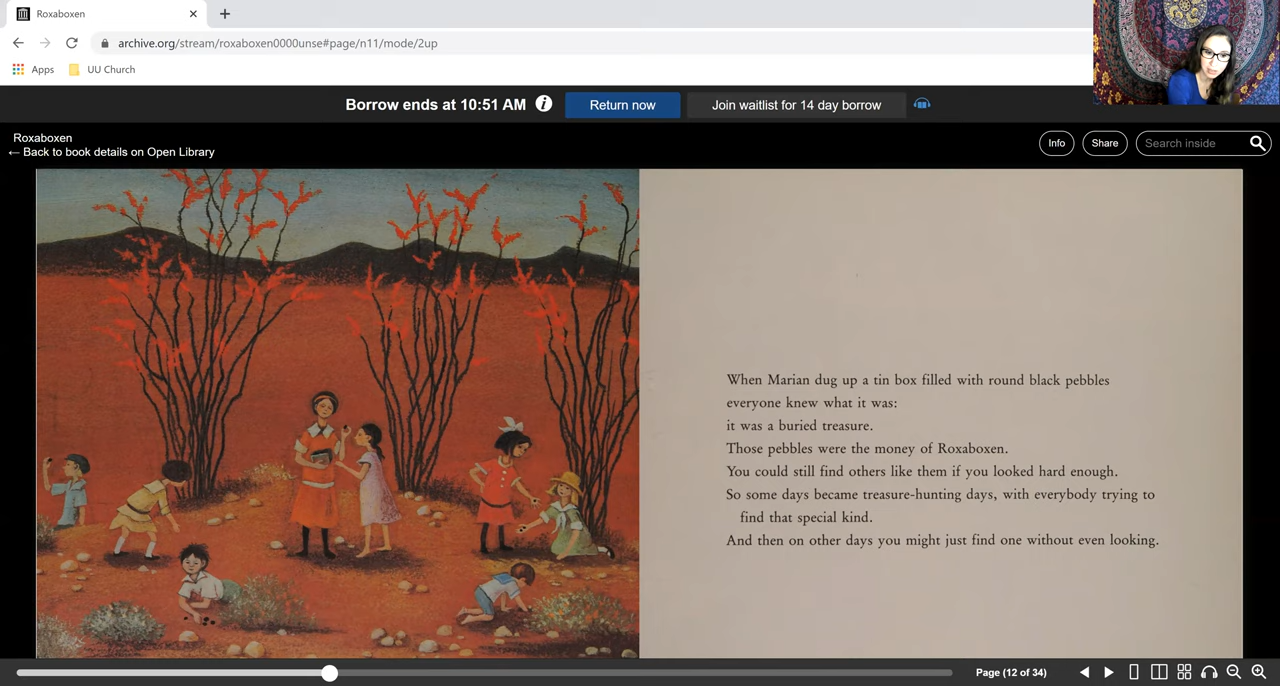 Roxaboxen
archive.org/stream/roxaboxen0000unse#page/n11/mode/2up
Apps
UU Church
Borrow ends at 10:51 AM
Return now
Join waitlist for 14 day borrow
Roxaboxen
← Back to book details on Open Library
Info
Share
Search inside
When Marian dug up a tin box filled with round black pebbles
everyone knew what it was:
it was a buried treasure.
Those pebbles were the money of Roxaboxen.
You could still find others like them if you looked hard enough.
So some days became treasure-hunting days, with everybody trying to
find that special kind.
And then on other days you might just find one without even looking.
Page (12 of 34)